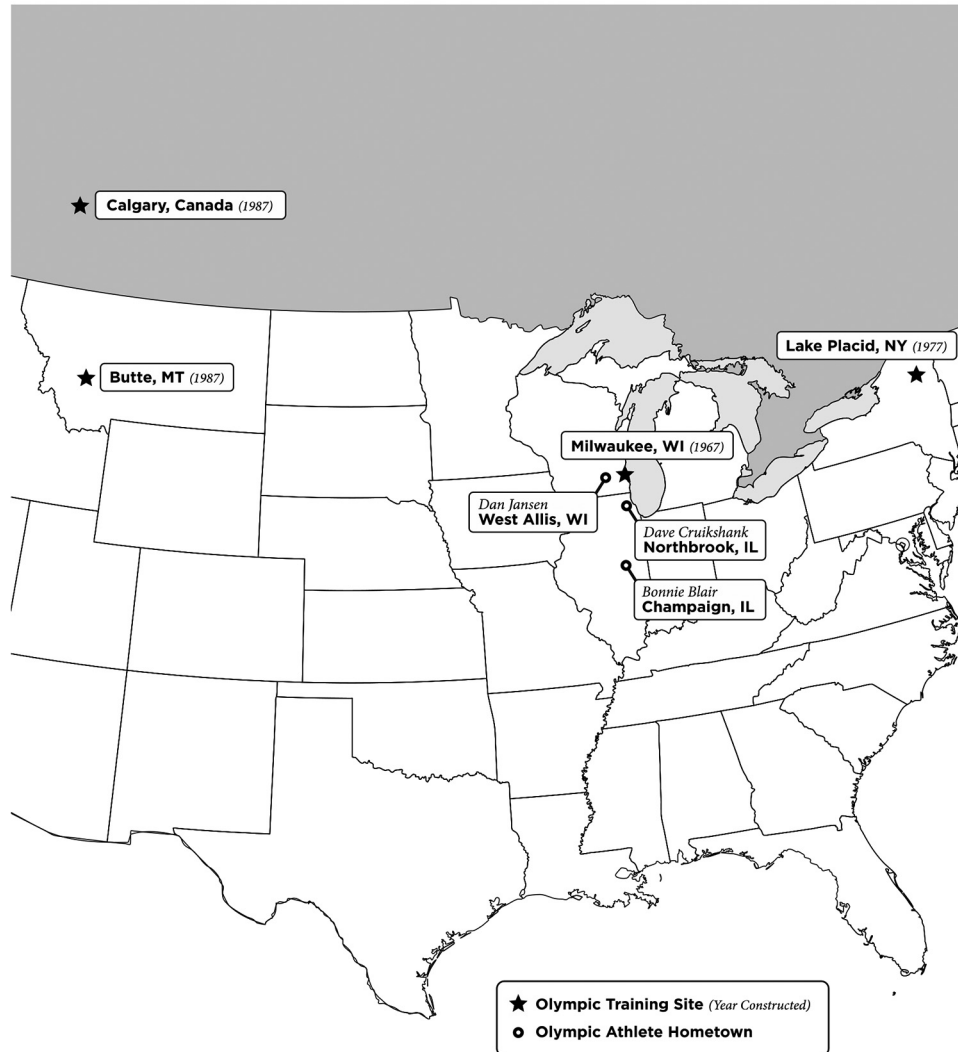 Calgary, Canada (1987)
Lake Placid, NY (1977)
Butte, MT (1987)
Milwaukee, WI (1967)
Dan Jansen
West Allis, WI
Dave Cruikshank
Northbrook, IL
Bonnie Blair
Champaign, IL
Olympic Training Site (Year Constructed)
Olympic Athlete Hometown